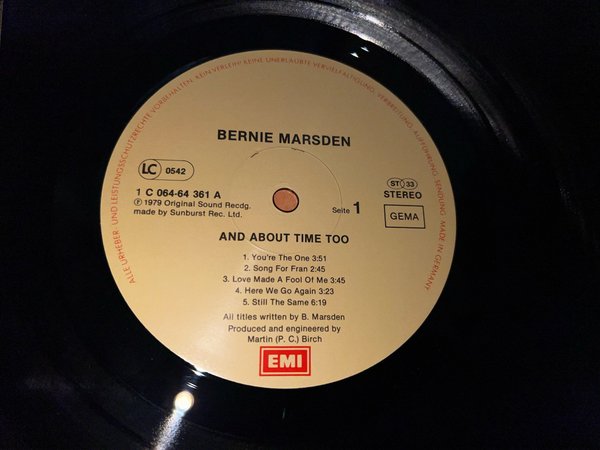 ALLE URHEBER- UND LEISTUNGSSCHUTZRECHTE VORBEHALTEN. KEIN VERLEIH! KEINE UNERLAUBTE VERVIELFÄLTIGUNG, VERBREITUNG, AUFFÜHRUNG, SENDUNG · MADE IN GERMANY
BERNIE MARSDEN
LC 0542
1 C 064-64 361 A
℗ 1979 Original Sound Recdg.
made by Sunburst Rec. Ltd.
Seite 1
ST 33
STEREO
GEMA
AND ABOUT TIME TOO
1. You're The One 3:51
2. Song For Fran 2:45
3. Love Made A Fool Of Me 3:45
4. Here We Go Again 3:23
5. Still The Same 6:19
All titles written by B. Marsden
Produced and engineered by
Martin (P. C.) Birch
EMI